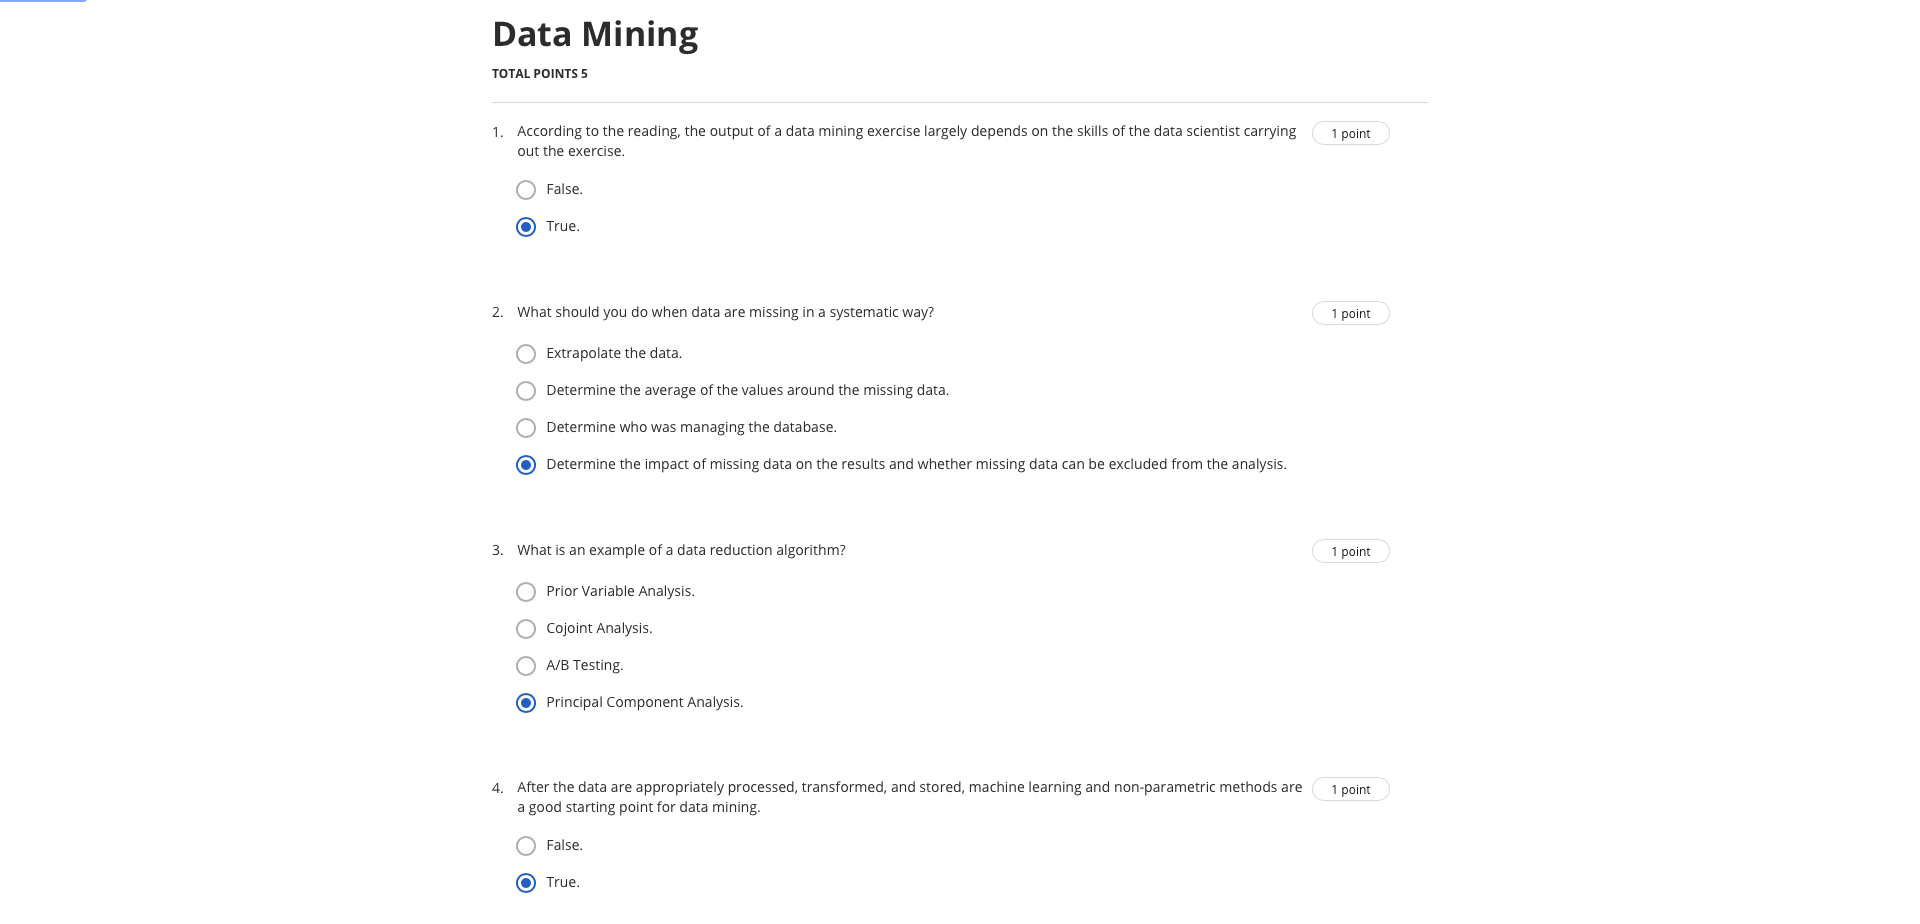 Data Mining
TOTAL POINTS 5
1. According to the reading, the output of a data mining exercise largely depends on the skills of the data scientist carrying
out the exercise.
1 point
False.
True.
2. What should you do when data are missing in a systematic way?
1 point
Extrapolate the data.
Determine the average of the values around the missing data.
Determine who was managing the database.
Determine the impact of missing data on the results and whether missing data can be excluded from the analysis.
3. What is an example of a data reduction algorithm?
1 point
Prior Variable Analysis.
Cojoint Analysis.
A/B Testing.
Principal Component Analysis.
4. After the data are appropriately processed, transformed, and stored, machine learning and non-parametric methods are
a good starting point for data mining.
1 point
False.
True.